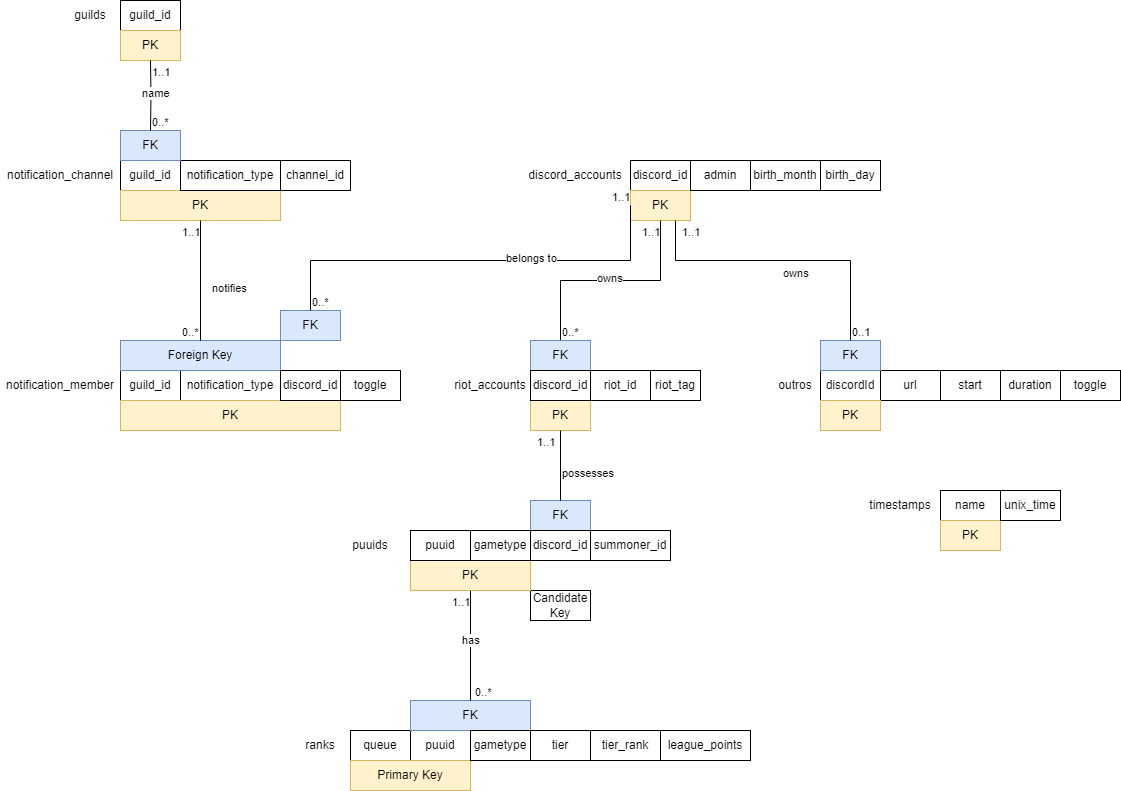 guilds
guild_id
PK
1..1
name
0..*
FK
notification_channel
guild_id
notification_type
channel_id
PK
1..1
notifies
0..*
discord_accounts
discord_id
admin
birth_month
birth_day
1..1
PK
1..1
1..1
belongs to
owns
owns
0..*
FK
0..*
0..1
Foreign Key
FK
FK
notification_member
guild_id
notification_type
discord_id
toggle
PK
riot_accounts
discord_id
riot_id
riot_tag
PK
outros
discordId
url
start
duration
toggle
PK
1..1
possesses
FK
puuids
puuid
gametype
discord_id
summoner_id
PK
Candidate
Key
timestamps
name
unix_time
PK
1..1
has
0..*
FK
ranks
queue
puuid
gametype
tier
tier_rank
league_points
Primary Key